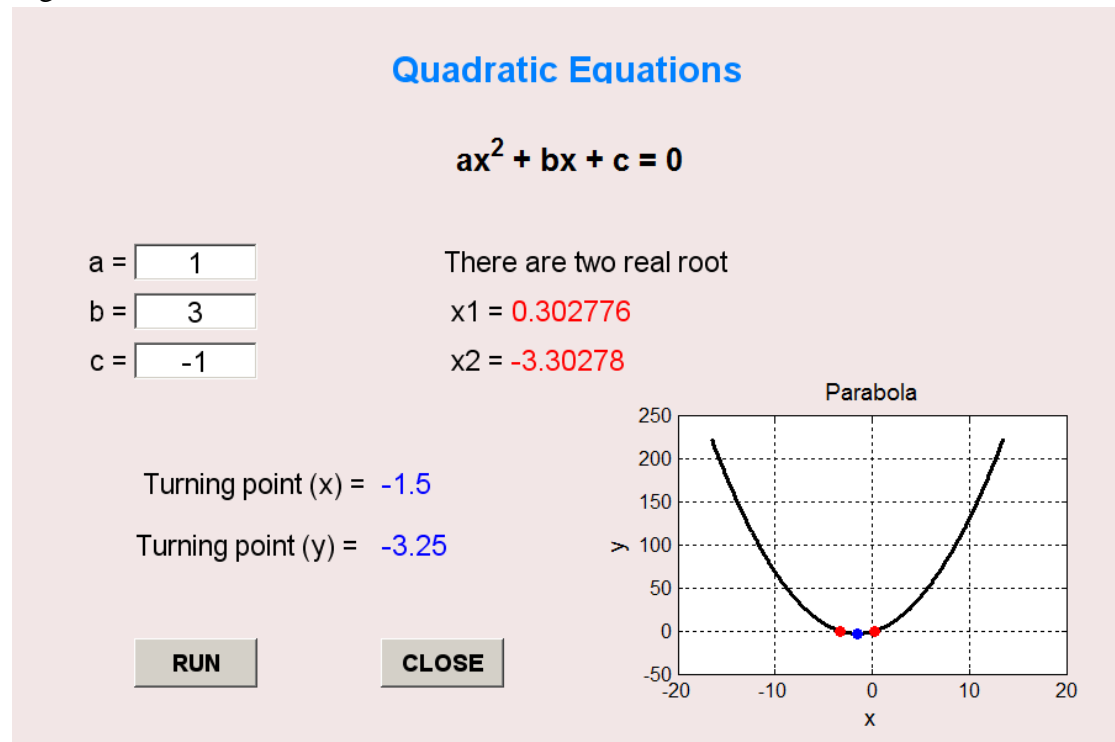 Quadratic Equations
ax² + bx + c = 0
a = 1
b = 3
c = -1
There are two real root
x1 = 0.302776
x2 = -3.30278
Turning point (x) = -1.5
Turning point (y) = -3.25
RUN
CLOSE
Parabola
250
200
150
100
50
0
-50
y
-20 -10 0 10 20
x